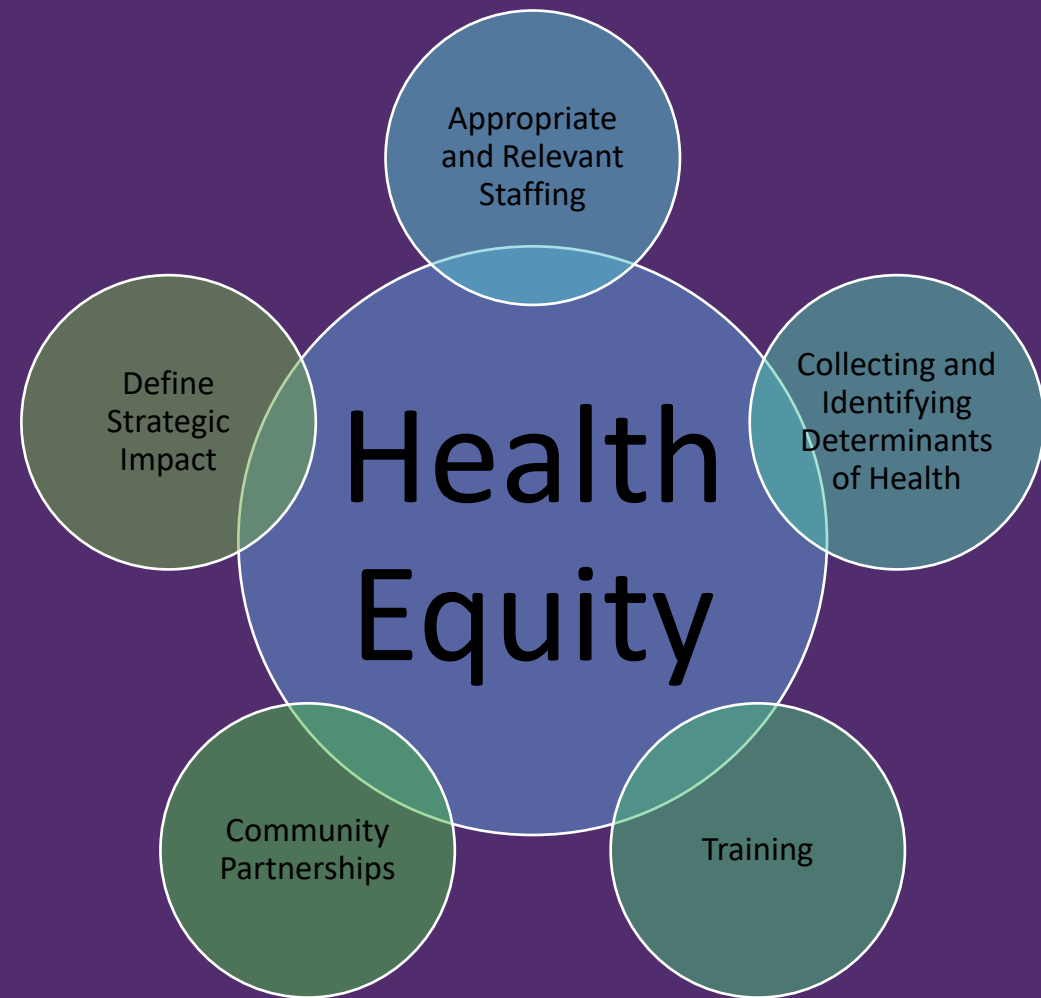 Appropriate
and Relevant
Staffing
Collecting and
Identifying
Determinants
of Health
Define
Strategic
Impact
Health
Equity
Community
Partnerships
Training